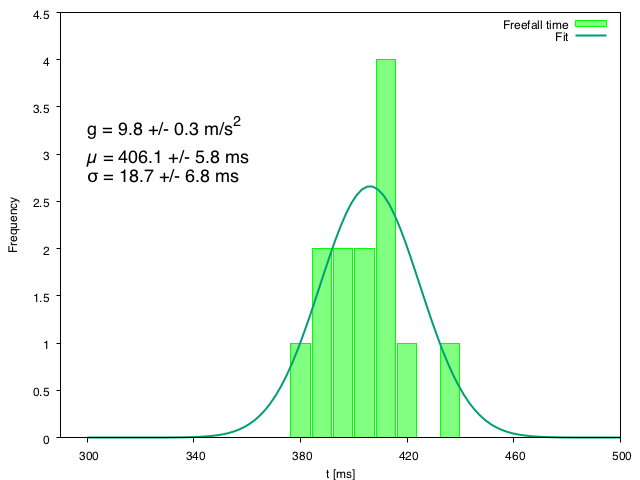 4.5
4
3.5
3
2.5
2
1.5
1
0.5
0
Frequency
Freefall time
Fit
g = 9.8 +/- 0.3 m/s²
μ = 406.1 +/- 5.8 ms
σ = 18.7 +/- 6.8 ms
300 340 380 420 460 500
t [ms]